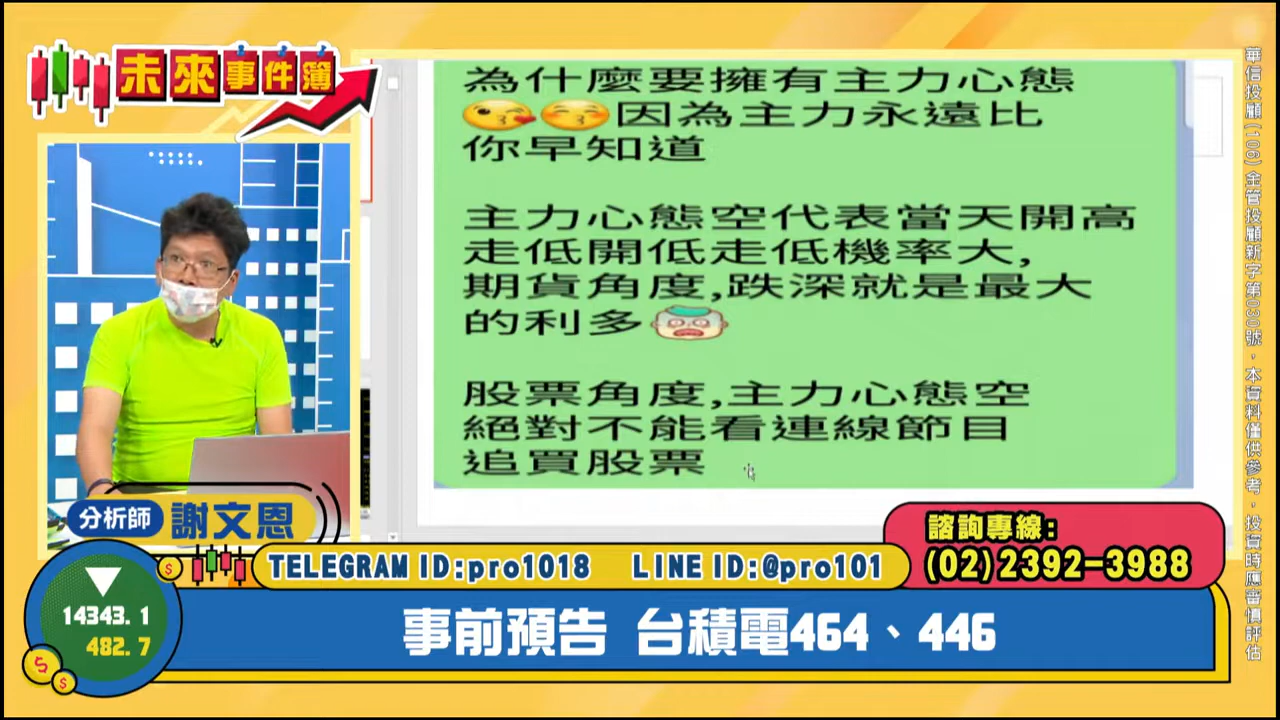 未來事件簿
為什麼要擁有主力心態
因為主力永遠比
你早知道
主力心態空代表當天開高
走低開低走低機率大,
期貨角度,跌深就是最大
的利多
股票角度,主力心態空
絕對不能看連線節目
追買股票
分析師 謝文恩
諮詢專線:
(02)2392-3988
TELEGRAM ID:pro1018 LINE ID:@pro101
14343.1
482.7
事前預告 台積電464、446
華信投顧(106)金管投顧新字第030號,本資料僅供參考,投資時應審慎評估